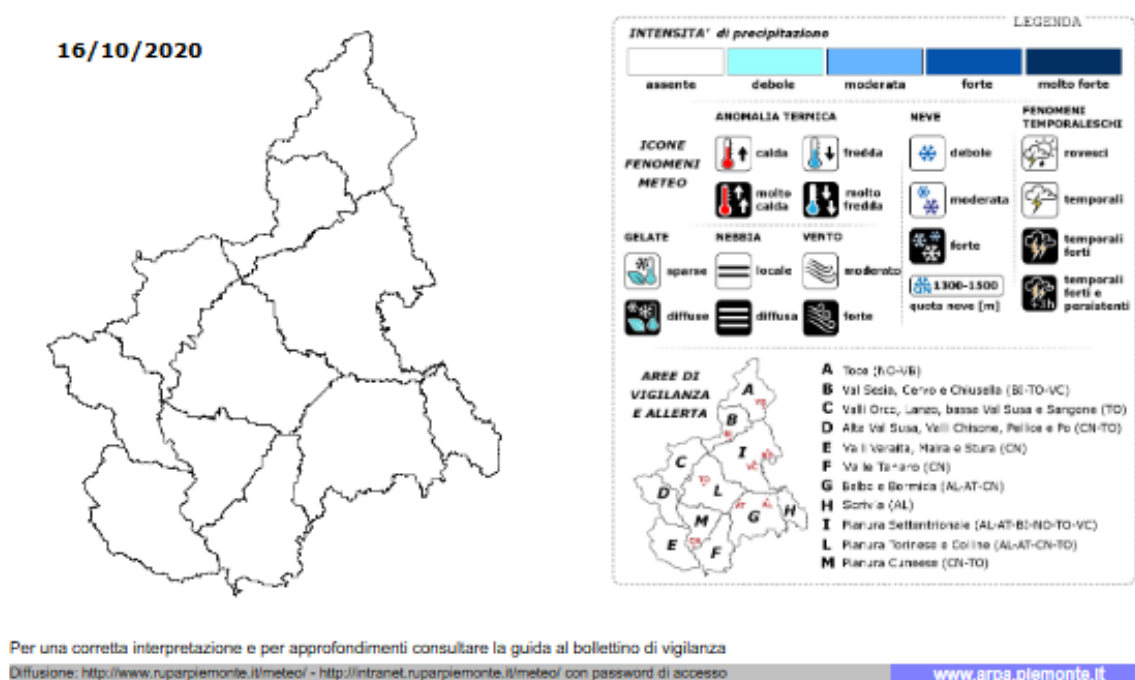 16/10/2020
LEGENDA
INTENSITA' di precipitazione
assente debole moderata forte molto forte
ANOMALIA TERMICA
NEVE
FENOMENI TEMPORALESCHI
ICONE FENOMENI METEO
calda
fredda
debole
rovesci
molto calda
molto fredda
moderata
temporali
GELATE
NEBBIA
VENTO
forte
temporali forti
sparse
locale
moderato
1300-1500
quota neve [m]
temporali forti e persistenti
+3h
diffuse
diffusa
forte
AREE DI VIGILANZA E ALLERTA
A
B
C
D
E
F
G
H
I
L
M
A Toce (NO-VB)
B Val Sesia, Cervo e Chiusella (BI-TO-VC)
C Valli Orco, Lanzo, bassa Val Susa e Sangone (TO)
D Alta Val Susa, Valli Chisone, Pellice e Po (CN-TO)
E Valli Varaita, Maira e Stura (CN)
F Valle Tanaro (CN)
G Belbo e Bormida (AL-AT-CN)
H Scrivia (AL)
I Pianura Settentrionale (AL-AT-BI-NO-TO-VC)
L Pianura Torinese e Colline (AL-AT-CN-TO)
M Pianura Cuneese (CN-TO)
Per una corretta interpretazione e per approfondimenti consultare la guida al bollettino di vigilanza
Diffusione: http://www.ruparpiemonte.it/meteo/ - http://intranet.ruparpiemonte.it/meteo/ con password di accesso
www.arpa.piemonte.it